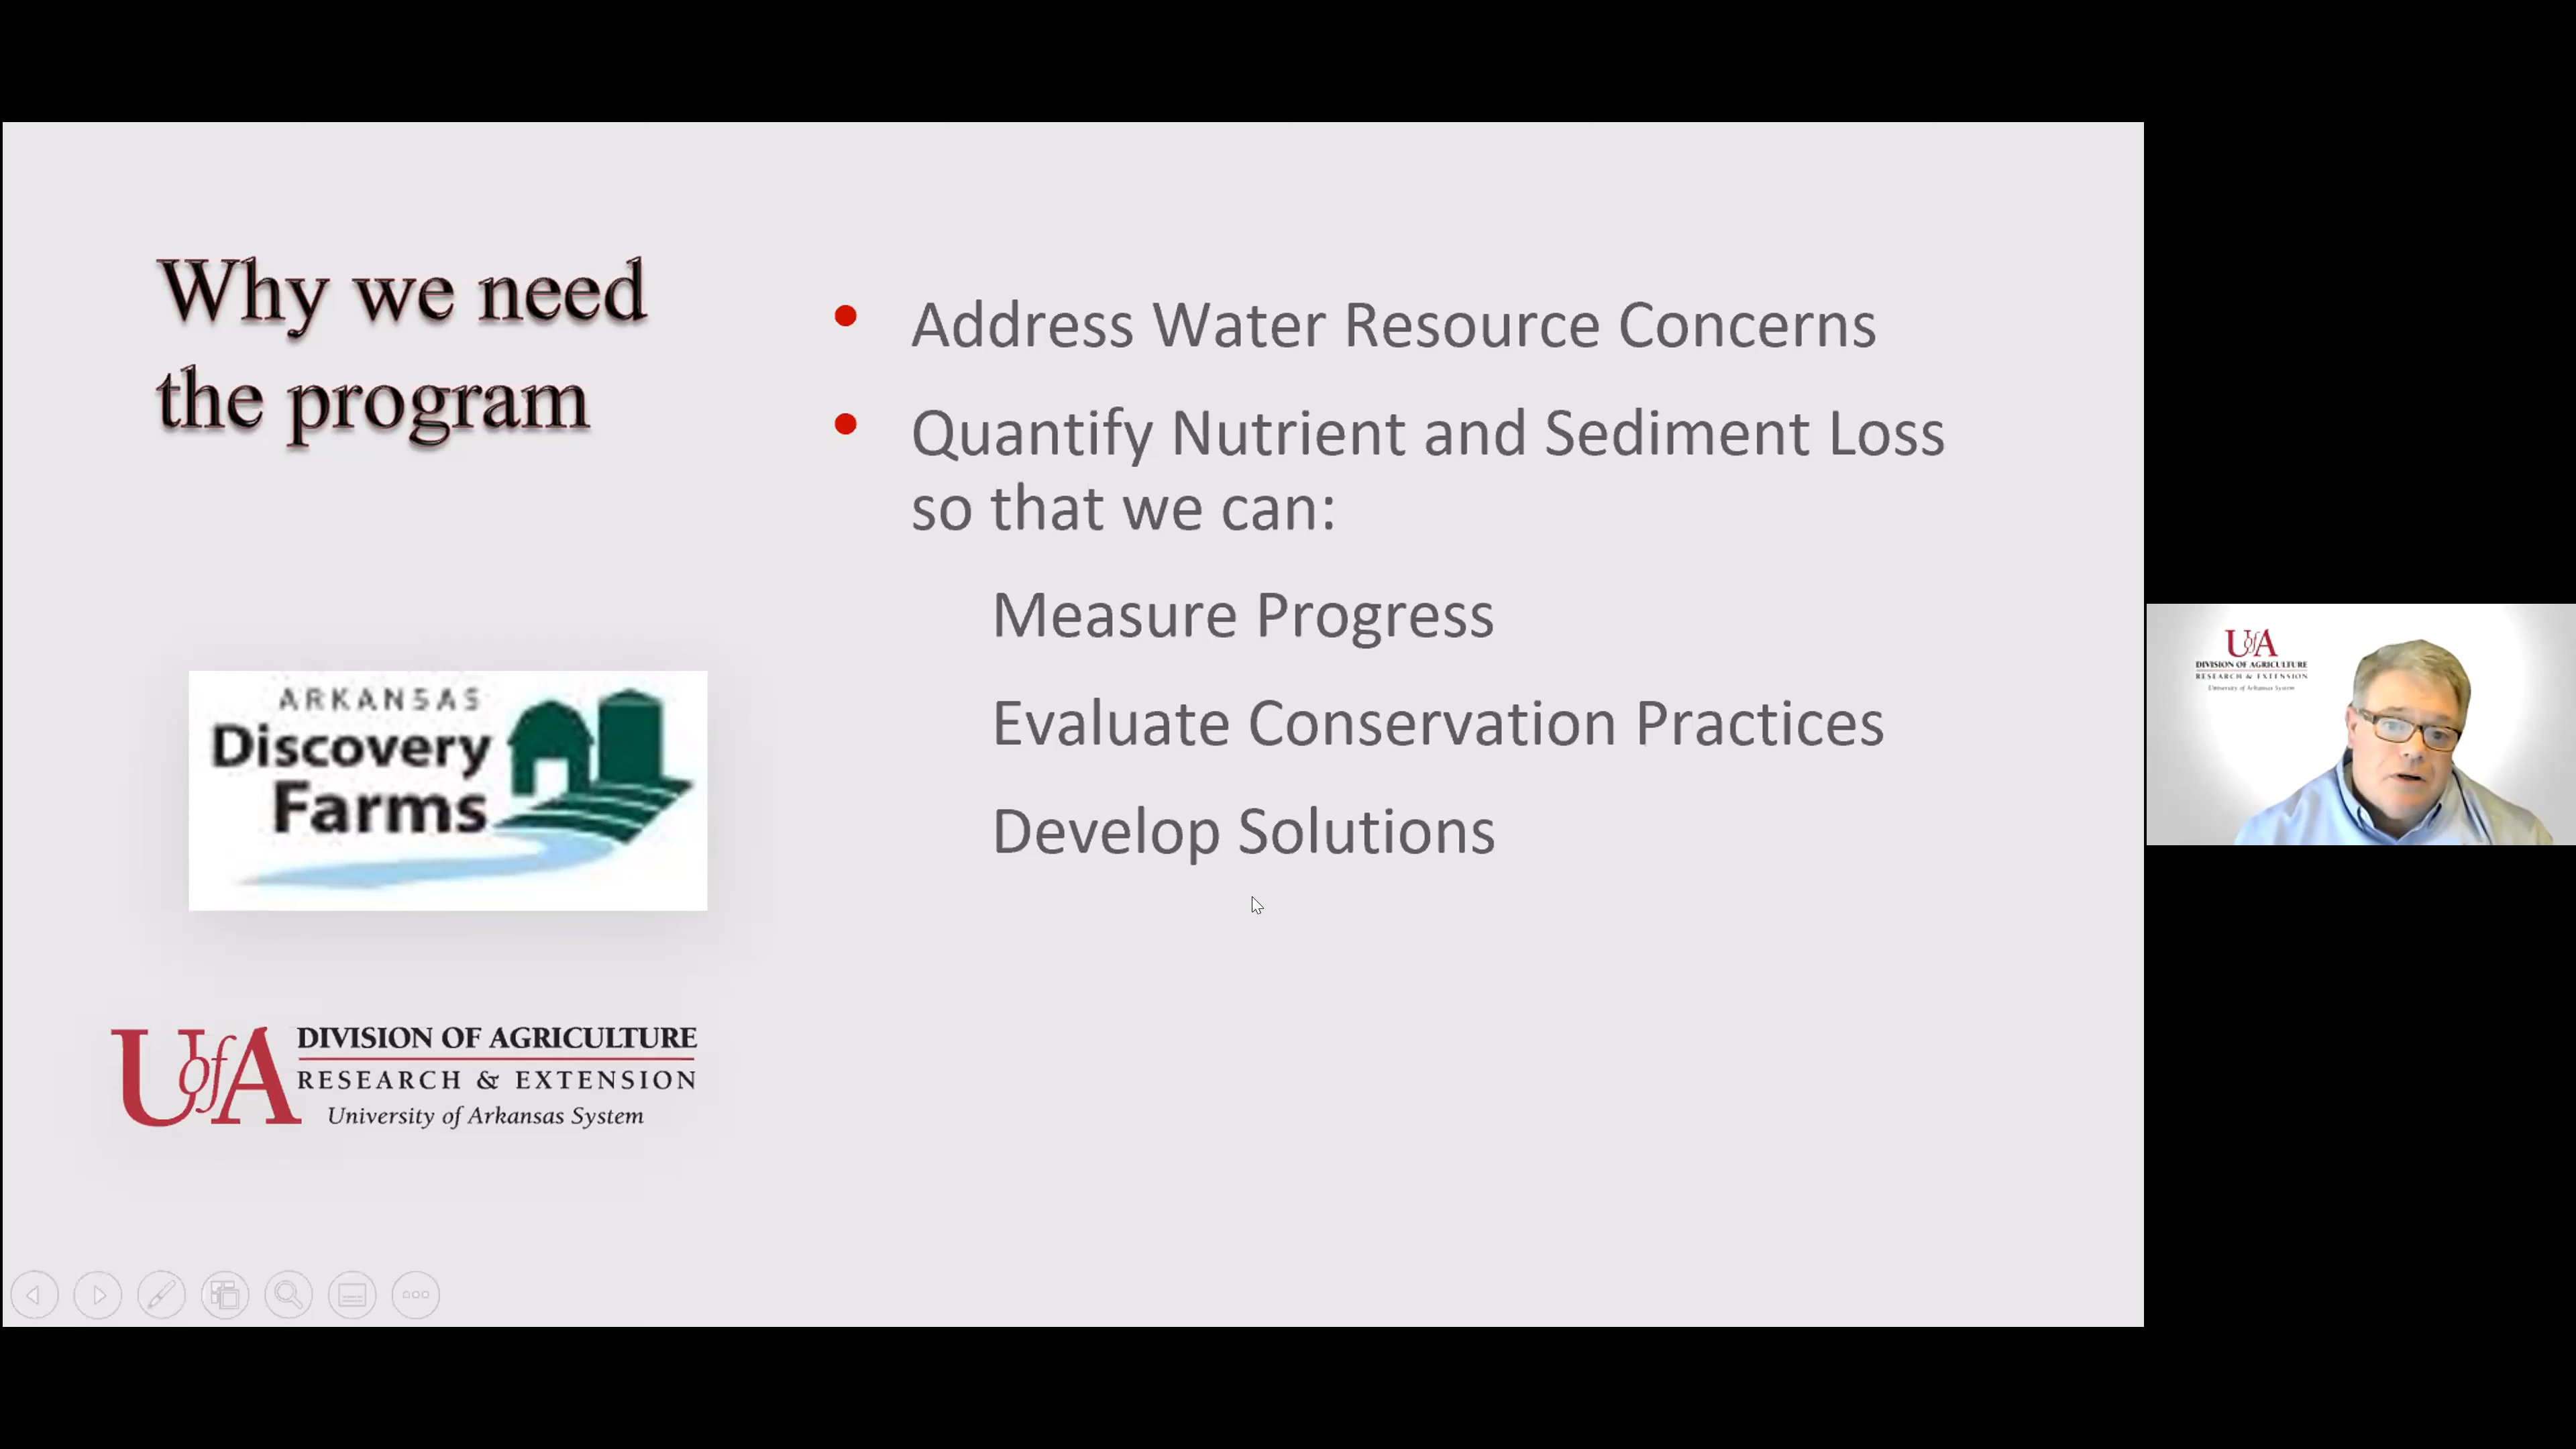 Why we need
the program
• Address Water Resource Concerns
• Quantify Nutrient and Sediment Loss
so that we can:
Measure Progress
Evaluate Conservation Practices
Develop Solutions
ARKANSAS
Discovery
Farms
UofA
DIVISION OF AGRICULTURE
RESEARCH & EXTENSION
University of Arkansas System
UofA
DIVISION OF AGRICULTURE
RESEARCH & EXTENSION
University of Arkansas System